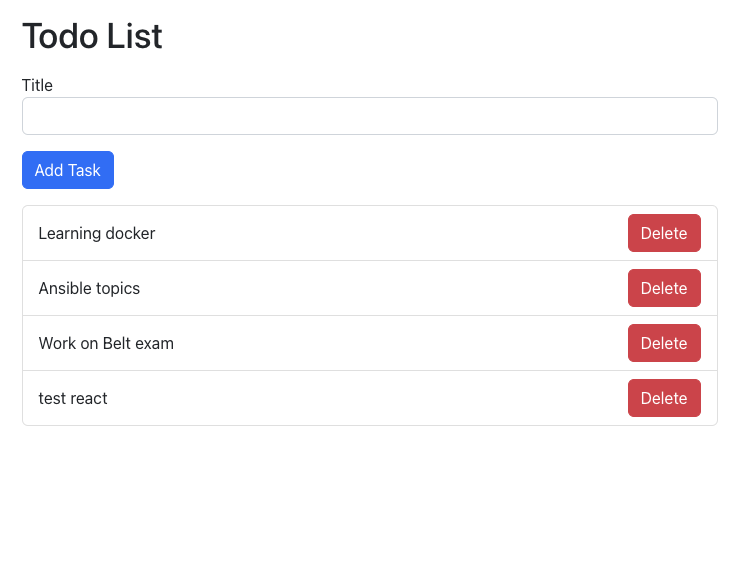 Todo List
Title
Add Task
Learning docker Delete
Ansible topics Delete
Work on Belt exam Delete
test react Delete